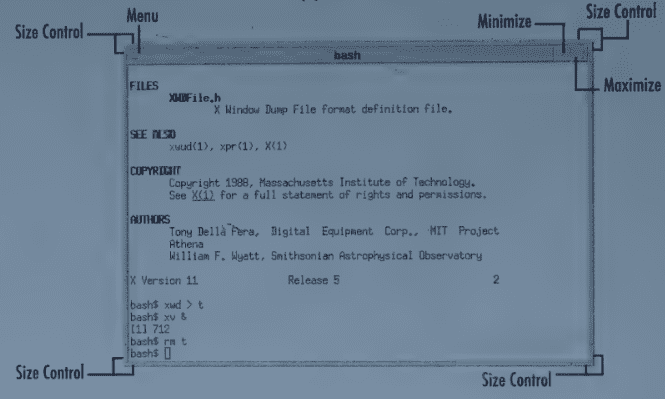 Menu
Size Control
Minimize
Size Control
bash
Maximize
FILES
XWDFile.h
X Window Dump File format definition file.
SEE ALSO
xwud(1), xpr(1), X(1)
COPYRIGHT
Copyright 1988, Massachusetts Institute of Technology.
See X(1) for a full statement of rights and permissions.
AUTHORS
Tony Della Fera, Digital Equipment Corp., MIT Project
Athena
William F. Wyatt, Smithsonian Astrophysical Observatory
X Version 11 Release 5 2
bash$ xwd > t
bash$ xv &
[1] 712
bash$ rm t
bash$
Size Control
Size Control